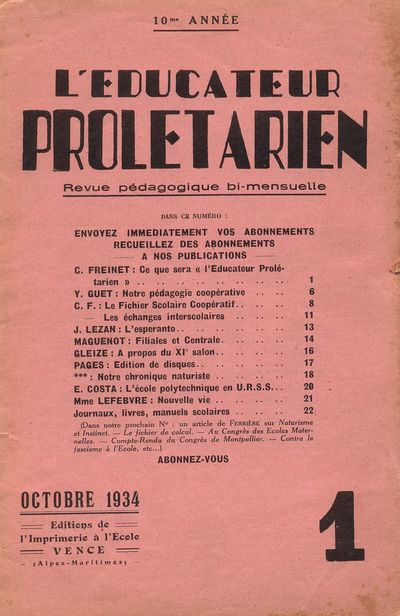 10me ANNÉE
L'EDUCATEUR
PROLETARIEN
Revue pédagogique bi-mensuelle
DANS CE NUMÉRO :
ENVOYEZ IMMEDIATEMENT VOS ABONNEMENTS
RECUEILLEZ DES ABONNEMENTS
A NOS PUBLICATIONS
C. FREINET : Ce que sera « l'Educateur Prolé-
tarien » .. .. .. .. .. .. .. .. .. 1
Y. GUET : Notre pédagogie coopérative .. .. 6
C. F. : Le Fichier Scolaire Coopératif.. .. .. 8
— Les échanges interscolaires .. .. .. 11
J. LEZAN : L'esperanto.. .. .. .. .. .. .. 13
MAGUENOT : Filiales et Centrale.. .. .. .. 14
GLEIZE : A propos du XIe salon.. .. .. .. 16
PAGES : Edition de disques.. .. .. .. .. 17
*** : Notre chronique naturiste .. .. .. .. 18
E. COSTA : L'école polytechnique en U.R.S.S... 20
Mme LEFEBVRE : Nouvelle vie .. .. .. .. 21
Journaux, livres, manuels scolaires .. .. .. 22
(Dans notre prochain No : un article de FERRIÈRE sur Naturisme
et Instinct. — Le fichier de calcul. — Au Congrès des Ecoles Mater-
nelles. — Compte-Rendu du Congrès de Montpellier. — Contre le
fascisme à l'Ecole, etc...)
ABONNEZ-VOUS
OCTOBRE 1934
Editions de
l'Imprimerie à l'Ecole
VENCE
(Alpes-Maritimes)
1